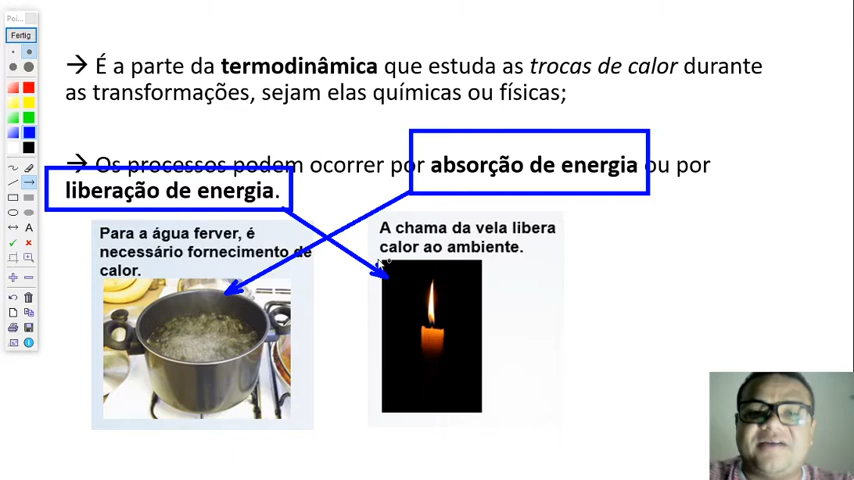 Poi...
Fertig
→ É a parte da termodinâmica que estuda as trocas de calor durante
as transformações, sejam elas químicas ou físicas;
→ Os processos podem ocorrer por absorção de energia ou por
liberação de energia.
Para a água ferver, é
necessário fornecimento de
calor.
A chama da vela libera
calor ao ambiente.
A